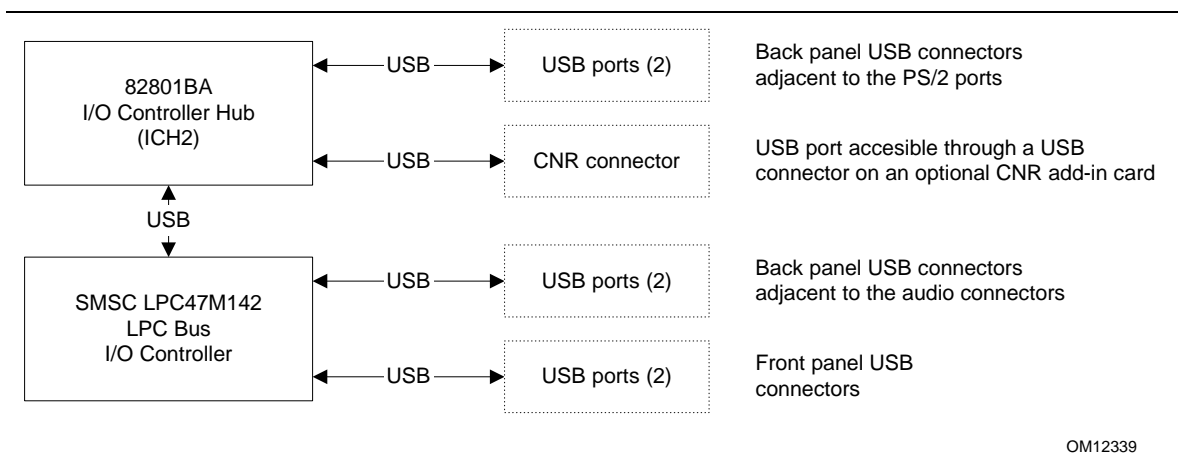 82801BA
I/O Controller Hub
(ICH2)
USB
USB ports (2)
Back panel USB connectors
adjacent to the PS/2 ports
USB
CNR connector
USB port accesible through a USB
connector on an optional CNR add-in card
USB
SMSC LPC47M142
LPC Bus
I/O Controller
USB
USB ports (2)
Back panel USB connectors
adjacent to the audio connectors
USB
USB ports (2)
Front panel USB
connectors
OM12339